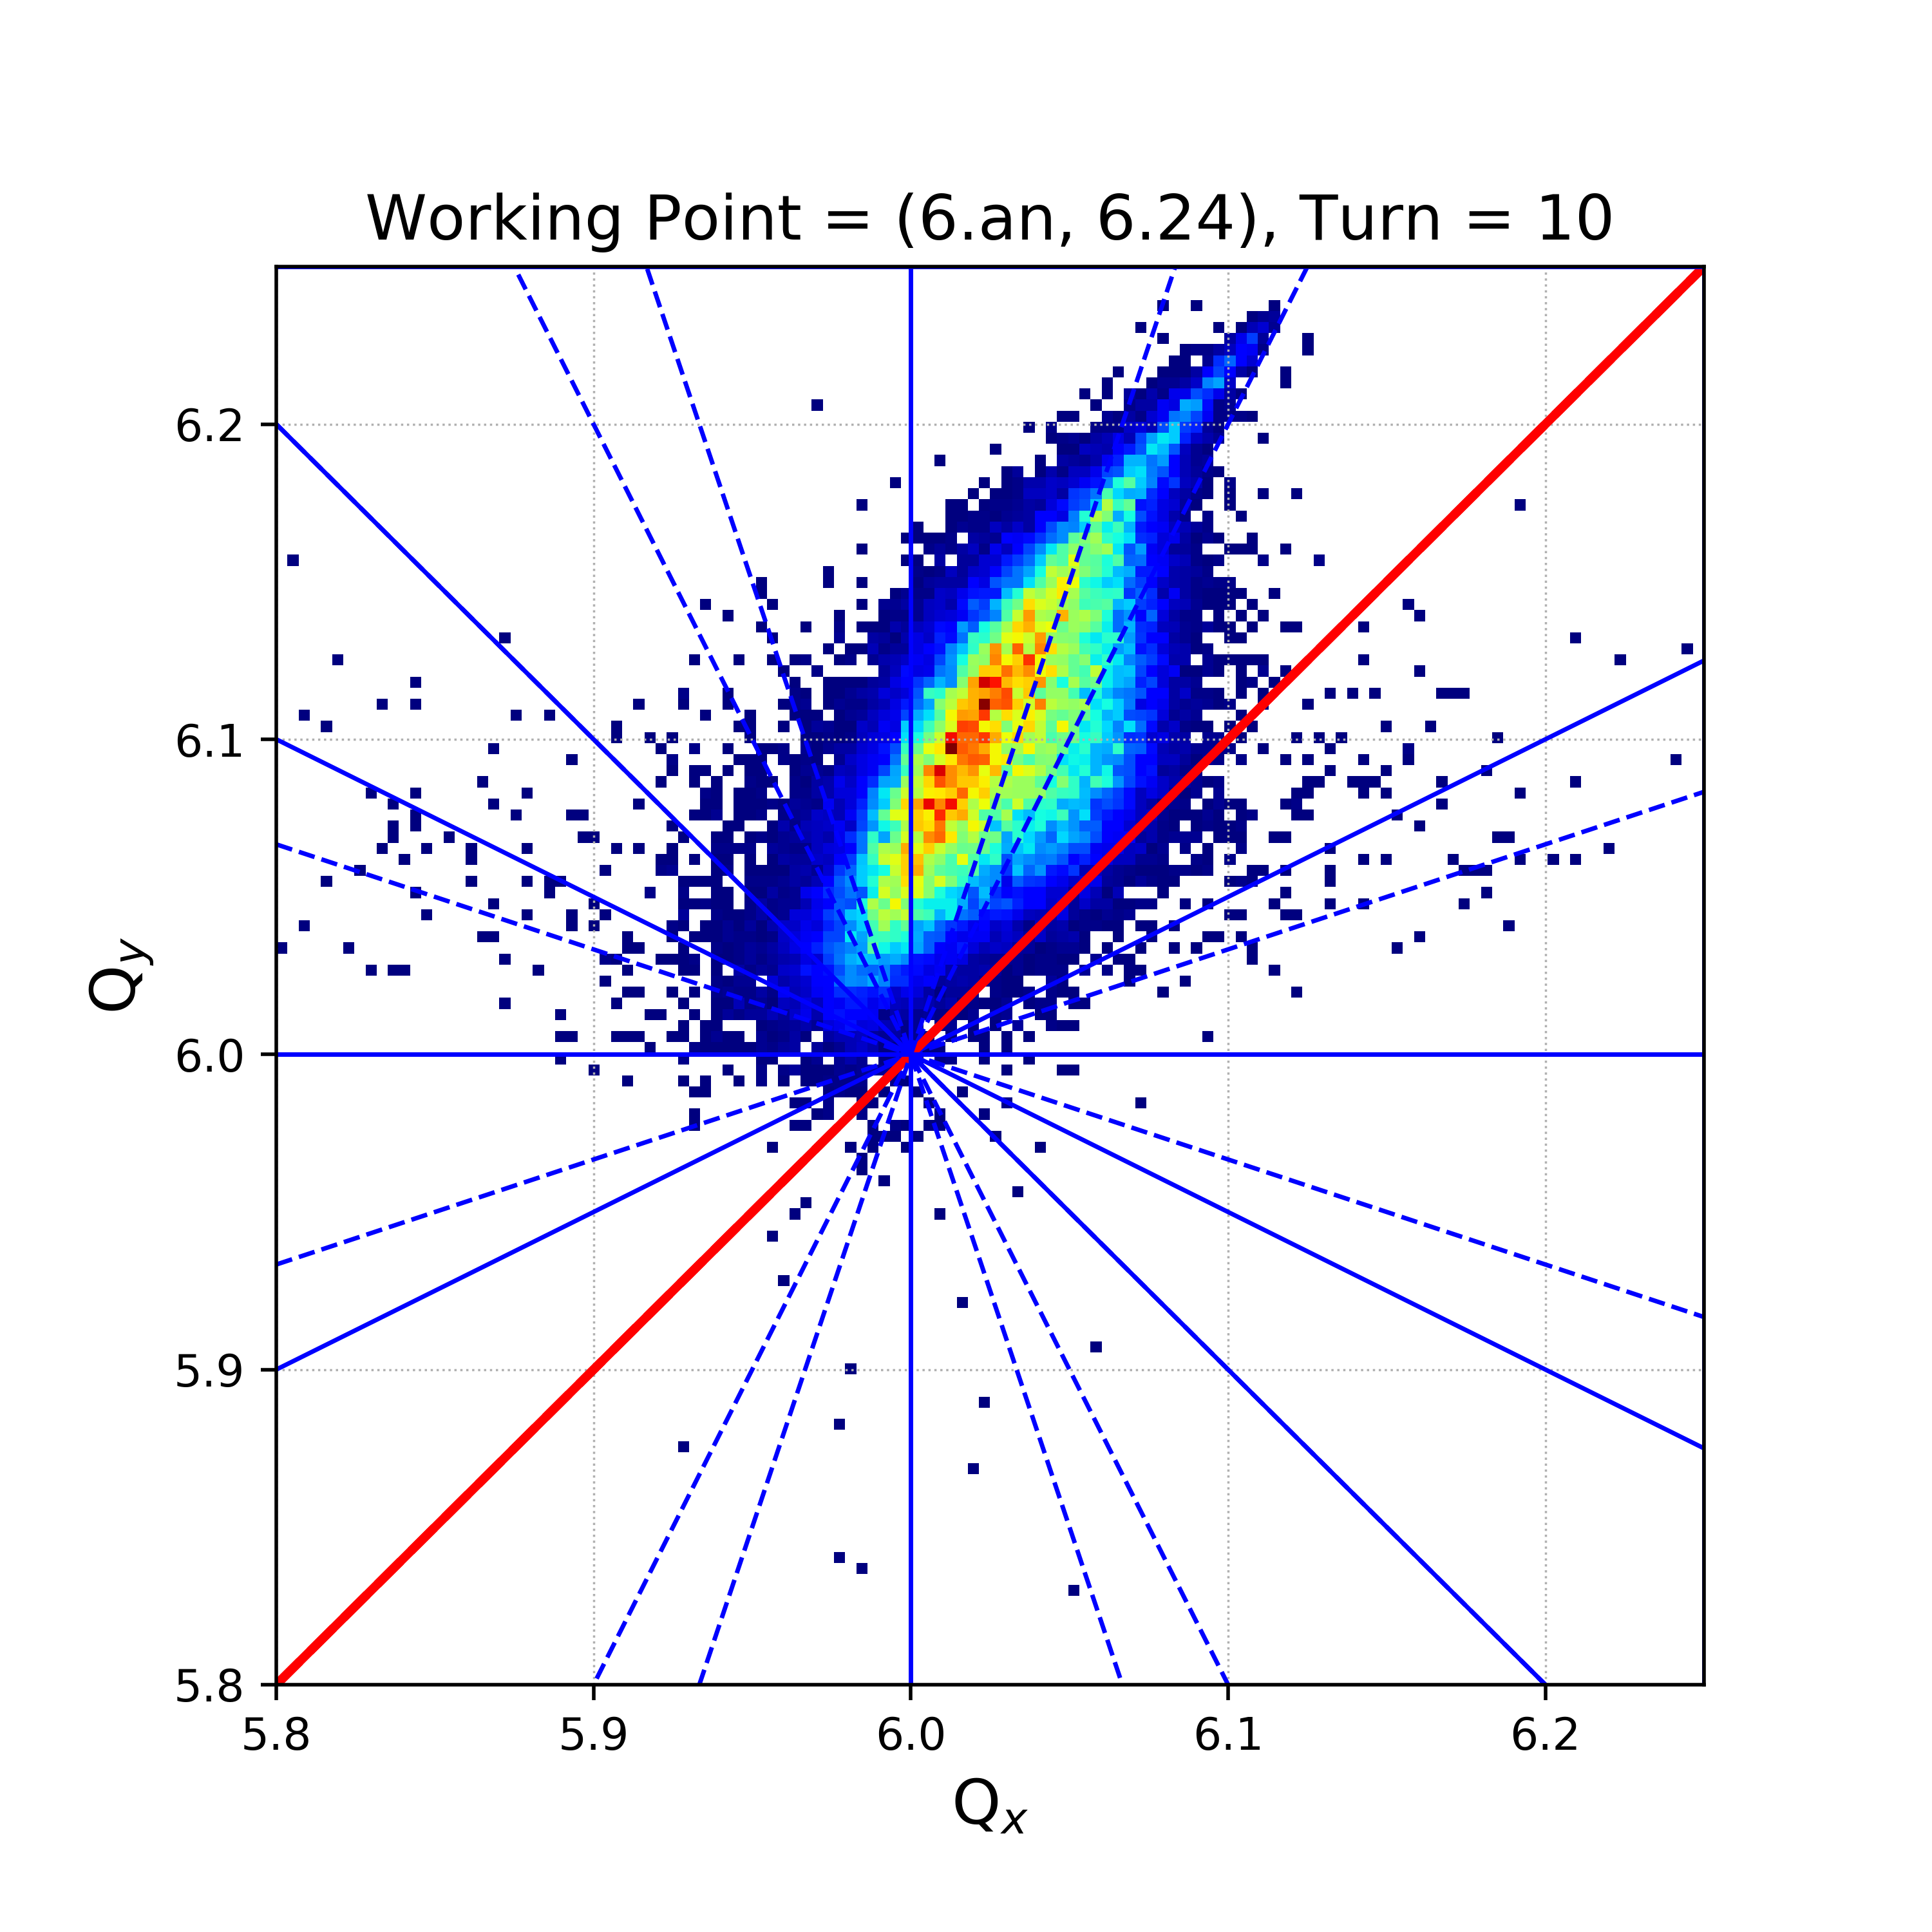 Working Point = (6.an, 6.24), Turn = 10
6.2
6.1
6.0
5.9
5.8
Qy
5.8 5.9 6.0 6.1 6.2
Qx